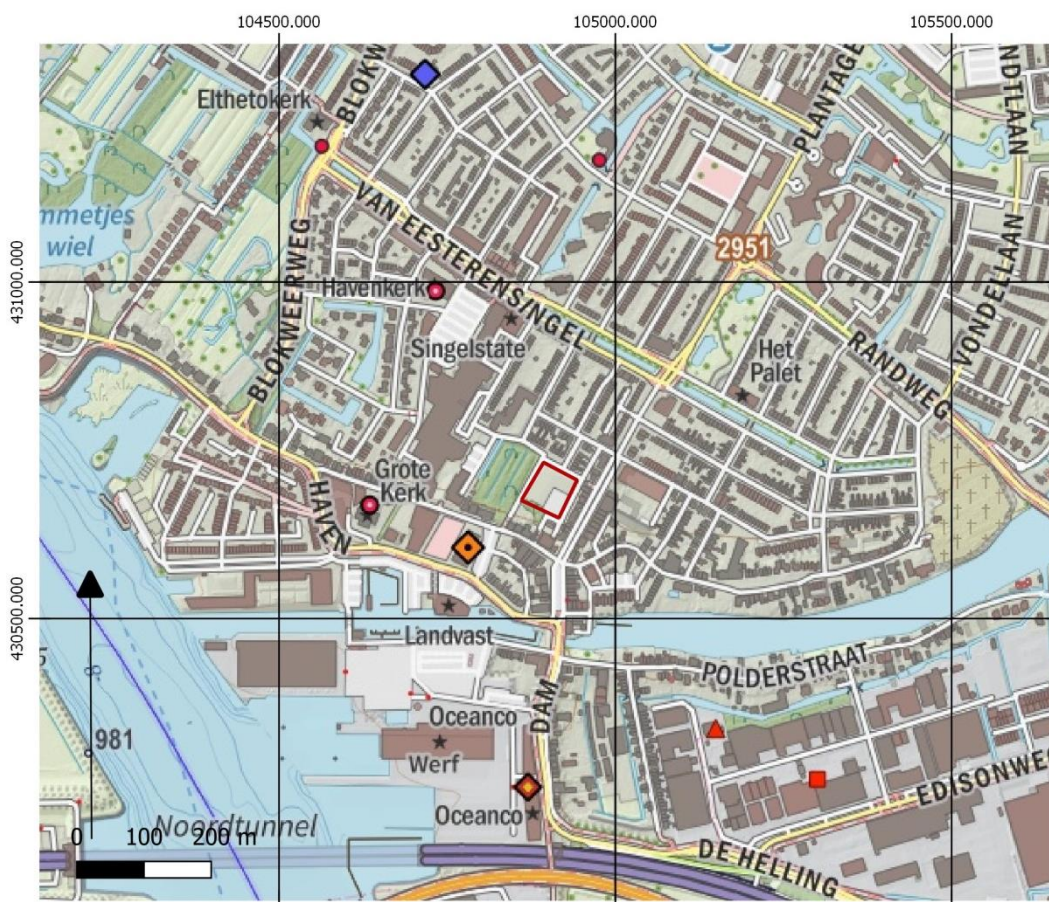 104500.000
105000.000
105500.000
Elthetokerk
BLOKW
PLANTAGE
NDTLAAN
mmetjes
wiel
VAN EESTERENSINGEL
2951
431000.000
BLOKWEERWEG
Havenkerk
Singelstate
Het
Palet
RANDWEG
VONDELLAAN
Grote
Kerk
HAVEN
430500.000
Landvast
POLDERSTRAAT
DAM
Oceanco
Werf
981
Oceanco
EDISONWEG
Noordtunnel
DE HELLING
0 100 200 m